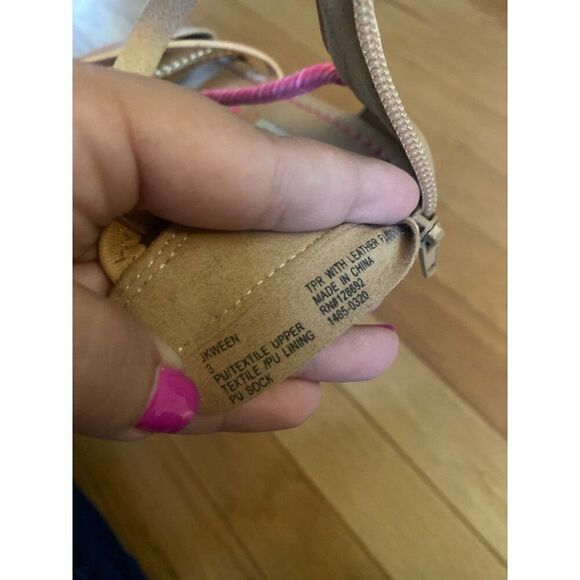 JKWEEN
3
PU/TEXTILE UPPER
TEXTILE /PU LINING
PU SOCK
TPR WITH LEATHER
MADE IN CHINA
RN#128692
1485-0320